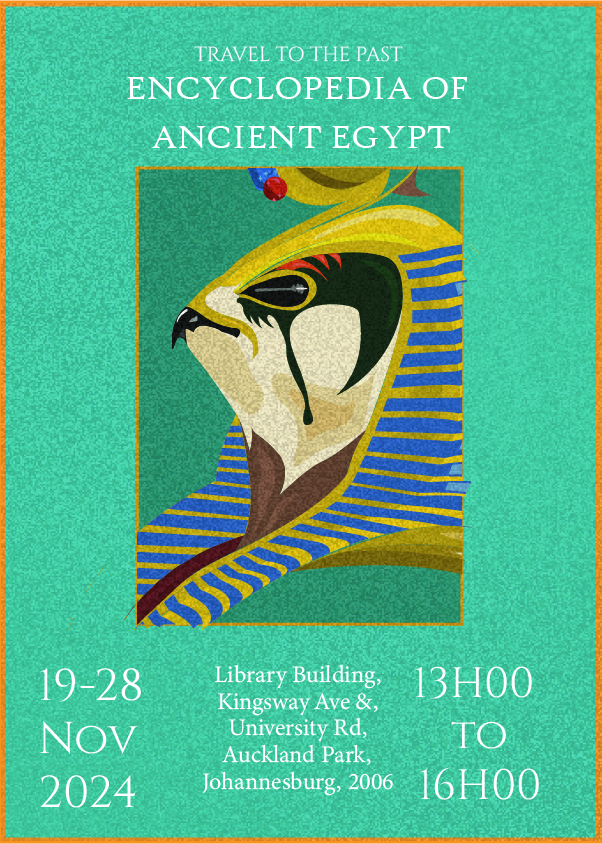 TRAVEL TO THE PAST
ENCYCLOPEDIA OF
ANCIENT EGYPT
19-28
NOV
2024
Library Building,
Kingsway Ave &,
University Rd,
Auckland Park,
Johannesburg, 2006
13H00
TO
16H00